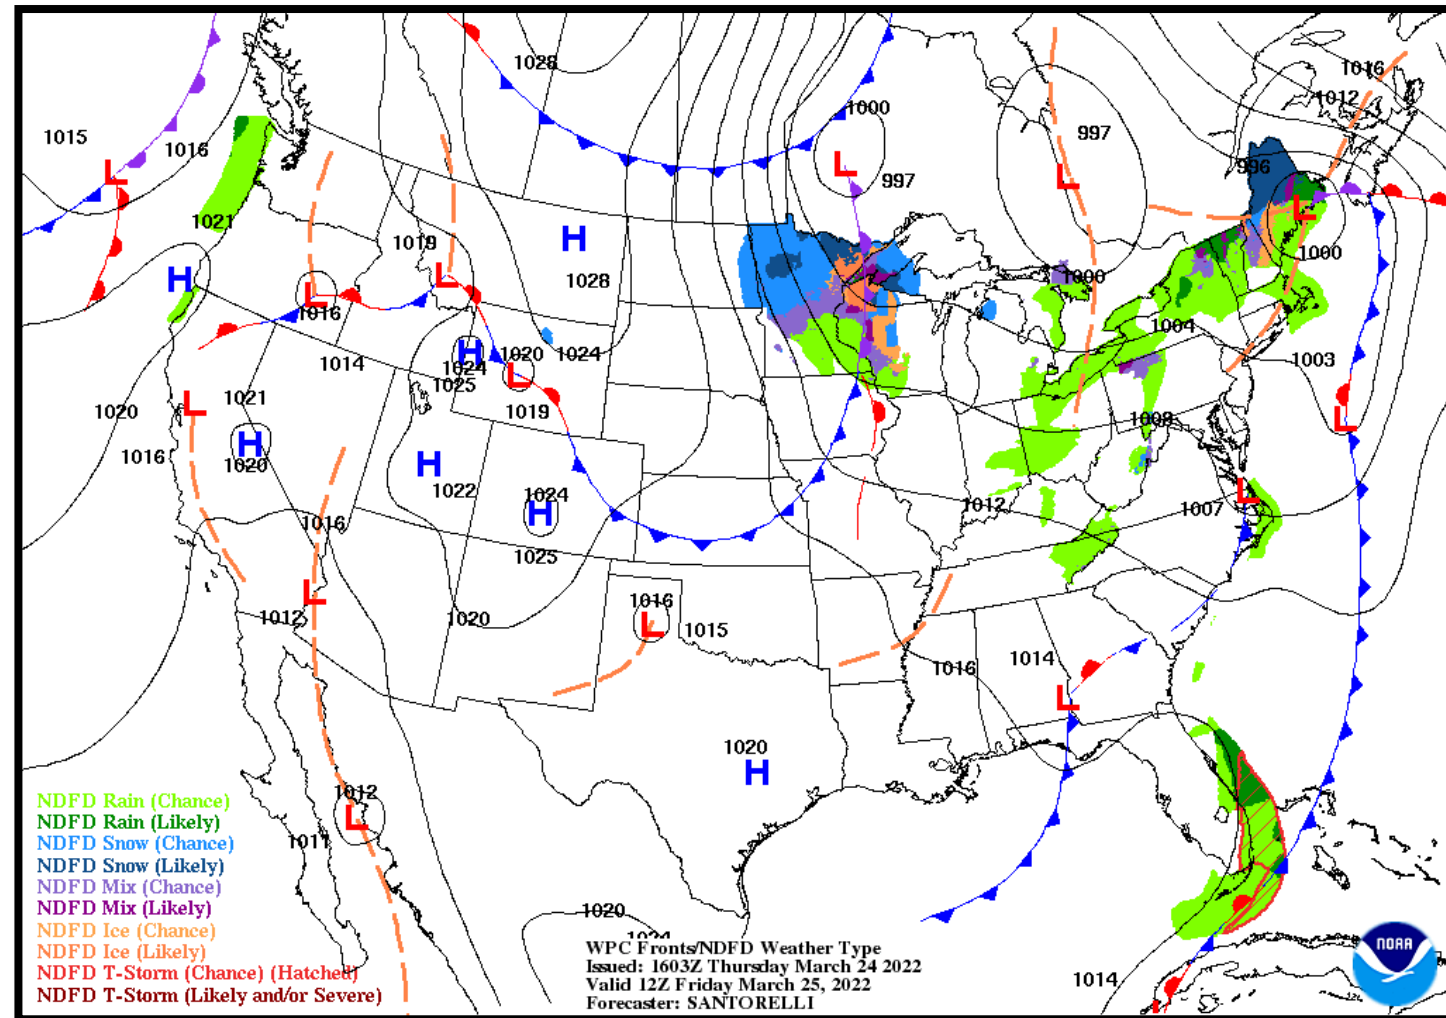 1028
1016
1000
1012
1015
997
1016
997
996
1021
1019
1028
1000
1000
1016
1004
1014
1020
1024
1003
1024
1025
1021
1020
1019
1008
1016
1020
1022
1024
1012
1007
1016
1025
1016
1012
1020
1015
1014
1016
1020
1012
1011
1020
1024
1014
H
L
L
L
L
L
H
L
L
H
L
L
L
H
H
L
H
L
L
L
H
L
NDFD Rain (Chance)
NDFD Rain (Likely)
NDFD Snow (Chance)
NDFD Snow (Likely)
NDFD Mix (Chance)
NDFD Mix (Likely)
NDFD Ice (Chance)
NDFD Ice (Likely)
NDFD T-Storm (Chance) (Hatched)
NDFD T-Storm (Likely and/or Severe)
WPC Fronts/NDFD Weather Type
Issued: 1603Z Thursday March 24 2022
Valid 12Z Friday March 25, 2022
Forecaster: SANTORELLI
NOAA